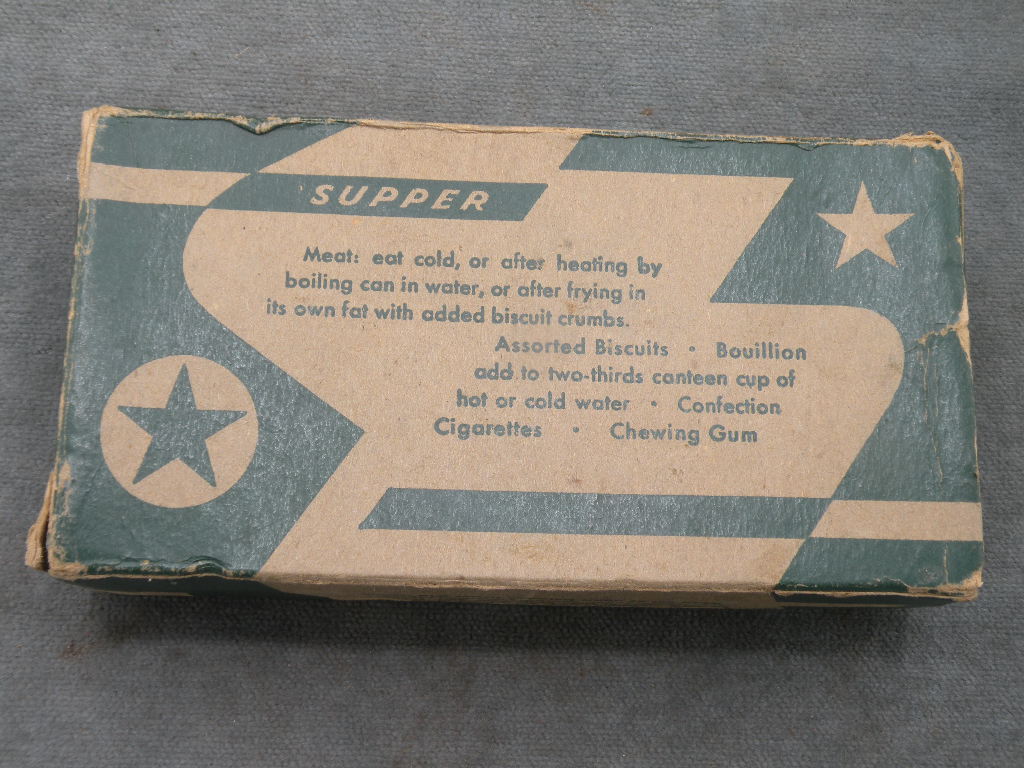 SUPPER
Meat: eat cold, or after heating by
boiling can in water, or after frying in
its own fat with added biscuit crumbs.
Assorted Biscuits • Bouillion
add to two-thirds canteen cup of
hot or cold water • Confection
Cigarettes • Chewing Gum